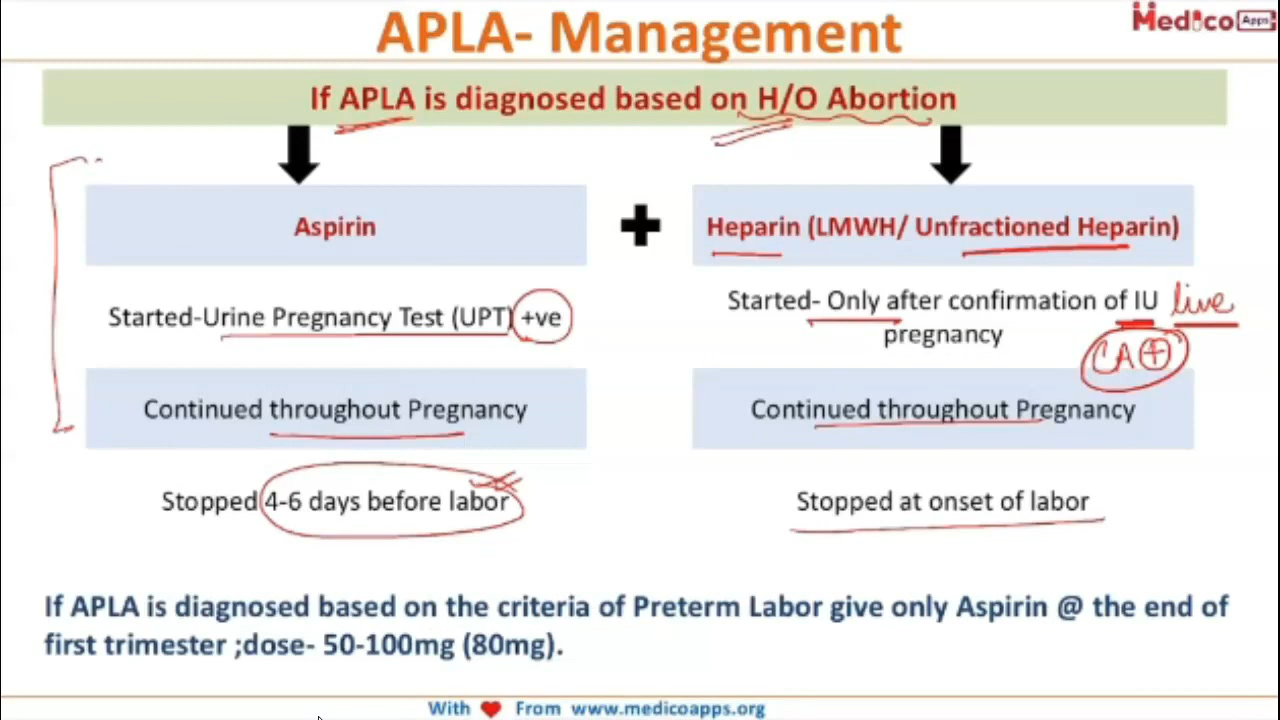 APLA- Management
Medico Apps
If APLA is diagnosed based on H/O Abortion
Aspirin
+
Heparin (LMWH/ Unfractioned Heparin)
Started-Urine Pregnancy Test (UPT) +ve
Started- Only after confirmation of IU live
pregnancy
CA +
Continued throughout Pregnancy
Continued throughout Pregnancy
Stopped 4-6 days before labor
Stopped at onset of labor
If APLA is diagnosed based on the criteria of Preterm Labor give only Aspirin @ the end of
first trimester ;dose- 50-100mg (80mg).
With ❤ From www.medicoapps.org